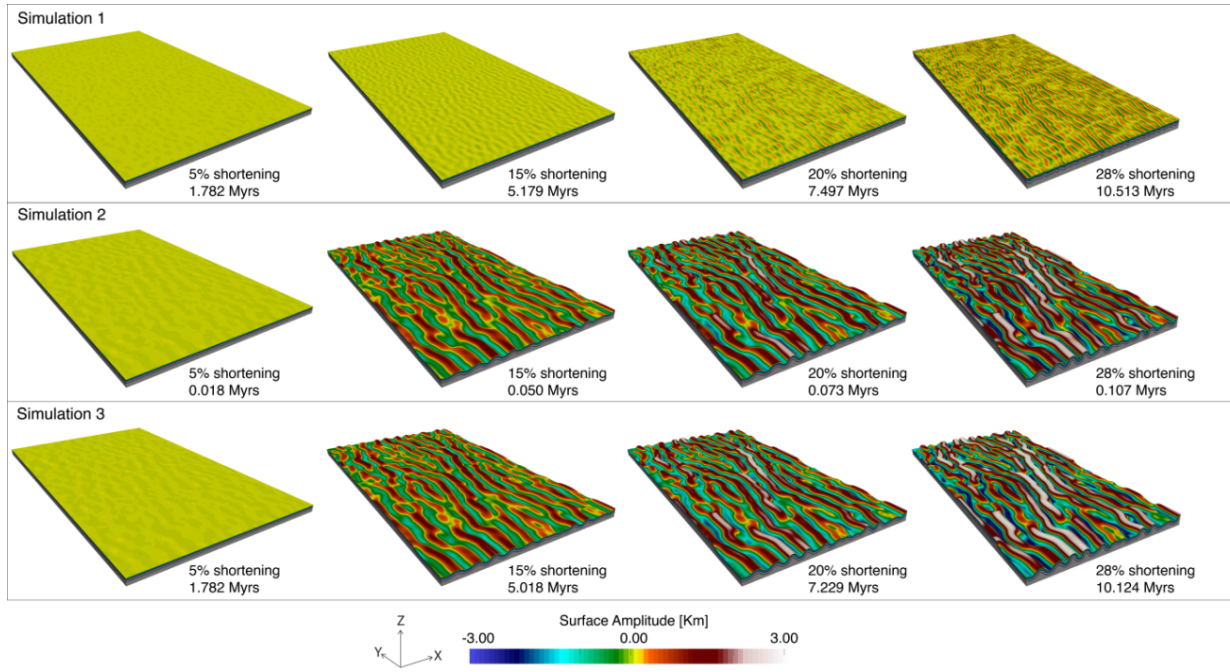 Simulation 1
5% shortening
1.782 Myrs
15% shortening
5.179 Myrs
20% shortening
7.497 Myrs
28% shortening
10.513 Myrs
Simulation 2
5% shortening
0.018 Myrs
15% shortening
0.050 Myrs
20% shortening
0.073 Myrs
28% shortening
0.107 Myrs
Simulation 3
5% shortening
1.782 Myrs
15% shortening
5.018 Myrs
20% shortening
7.229 Myrs
28% shortening
10.124 Myrs
Z
Y
X
Surface Amplitude [Km]
-3.00 0.00 3.00